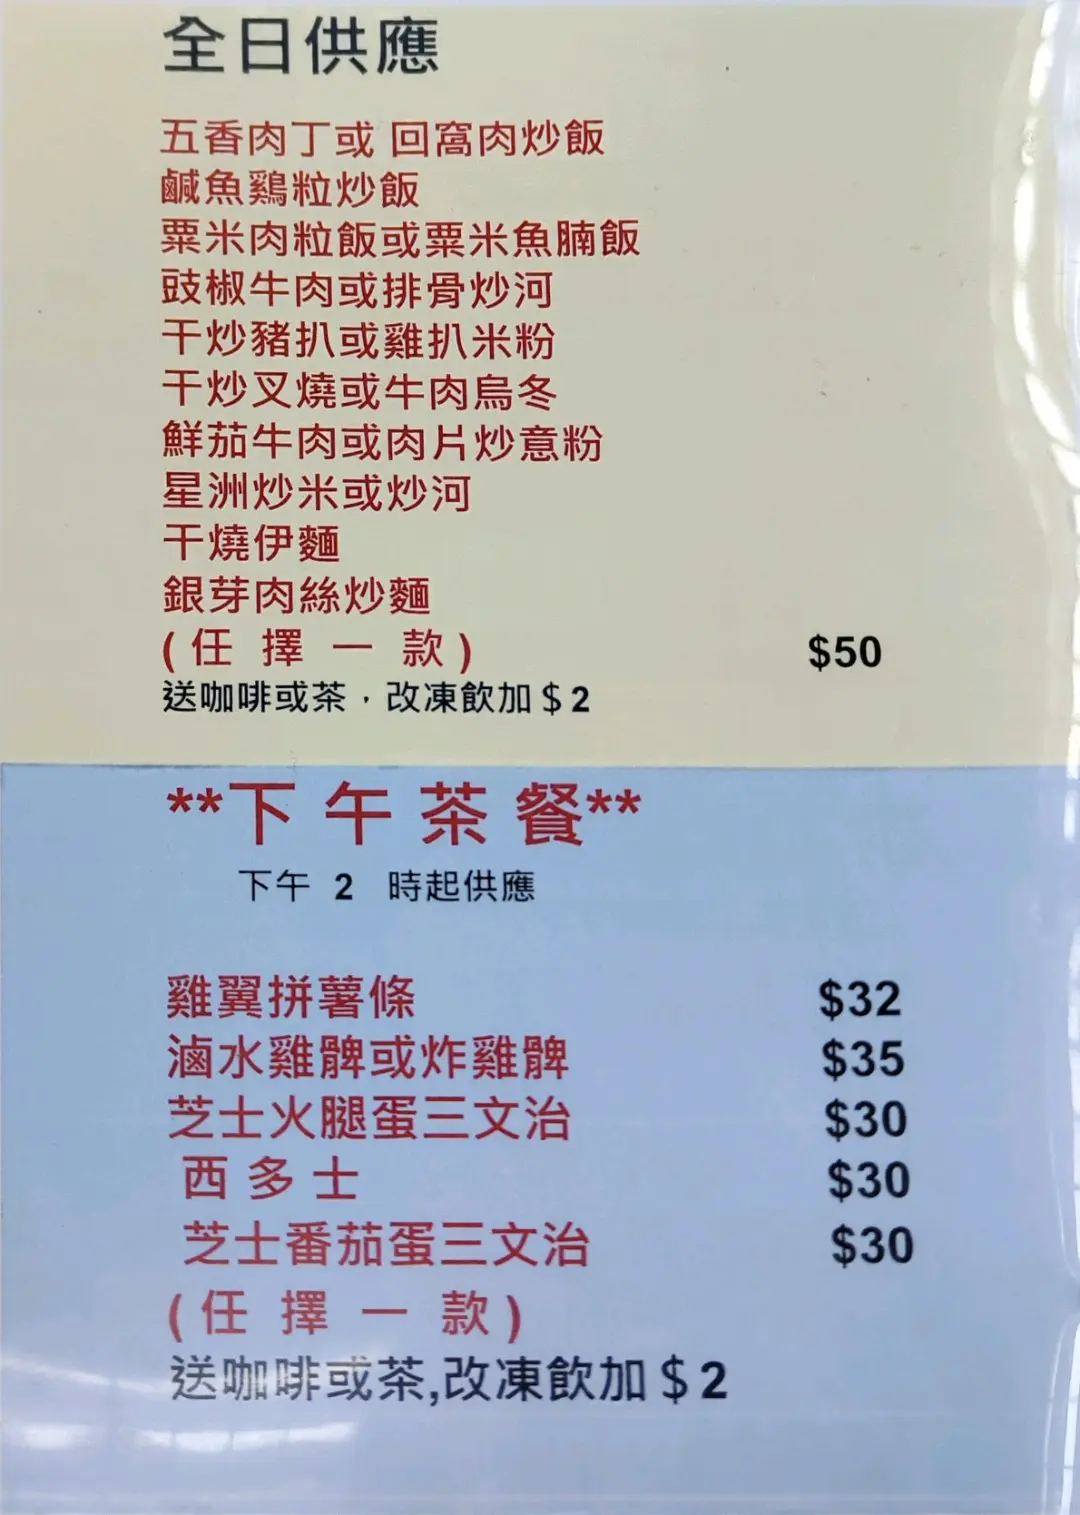 全日供應
五香肉丁或 回窩肉炒飯
鹹魚鷄粒炒飯
粟米肉粒飯或粟米魚腩飯
豉椒牛肉或排骨炒河
干炒豬扒或雞扒米粉
干炒叉燒或牛肉烏冬
鮮茄牛肉或肉片炒意粉
星洲炒米或炒河
干燒伊麵
銀芽肉絲炒麵
(任 擇 一 款) $50
送咖啡或茶，改凍飲加＄2
**下 午 茶 餐**
下午 2 時起供應
雞翼拼薯條 $32
滷水雞髀或炸雞髀 $35
芝士火腿蛋三文治 $30
西 多 士 $30
芝士番茄蛋三文治 $30
(任 擇 一 款)
送咖啡或茶,改凍飲加＄2